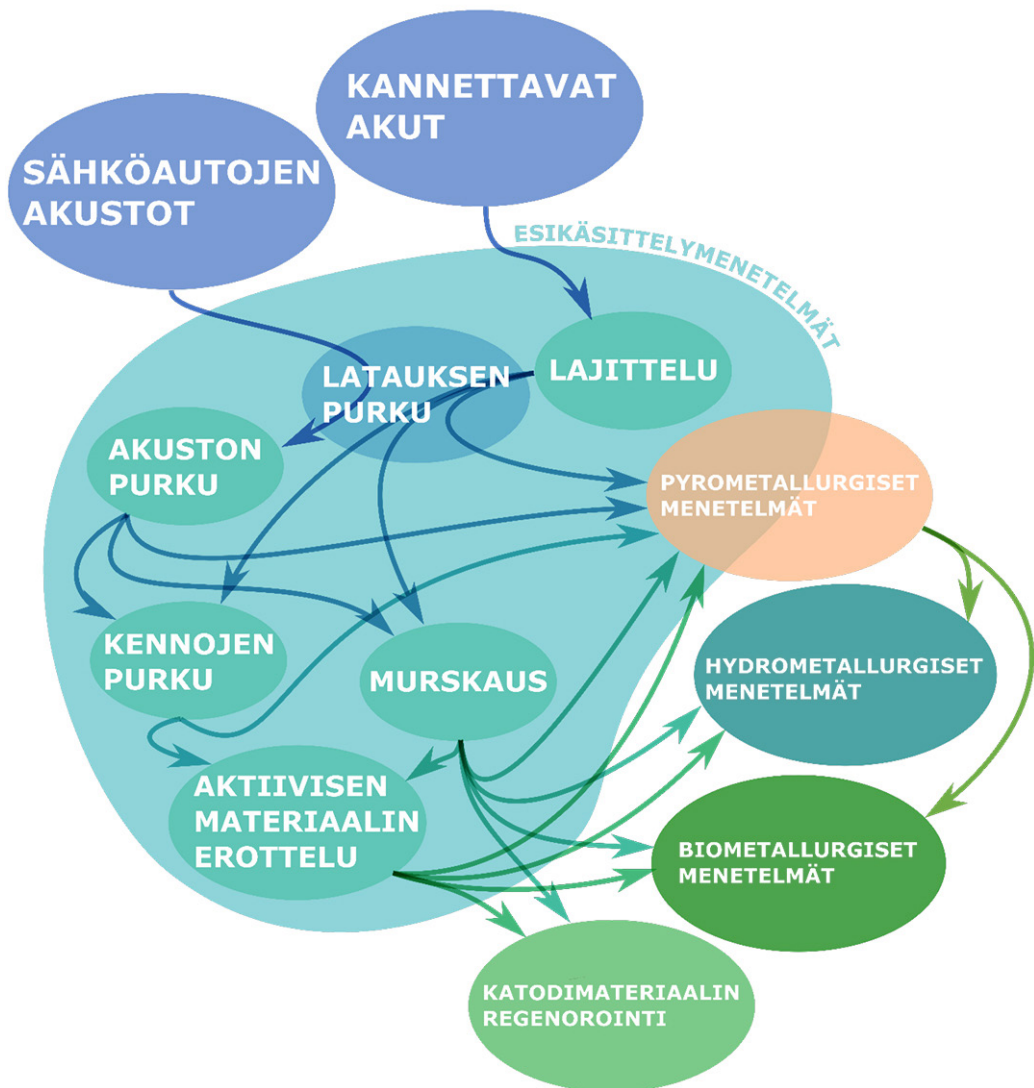 KANNETTAVAT
AKUT
SÄHKÖAUTOJEN
AKUSTOT
ESIKÄSITTELYMENETELMÄT
LATAUKSEN
PURKU
LAJITTELU
AKUSTON
PURKU
PYROMETALLURGISET
MENETELMÄT
KENNOJEN
PURKU
MURSKAUS
HYDROMETALLURGISET
MENETELMÄT
AKTIIVISEN
MATERIAALIN
EROTTELU
BIOMETALLURGISET
MENETELMÄT
KATODIMATERIAALIN
REGENOROINTI